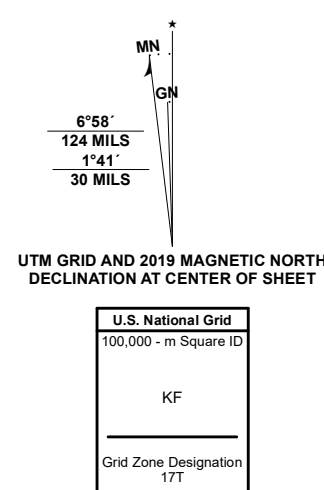 ★
MN
GN
6°58´
124 MILS
1°41´
30 MILS
UTM GRID AND 2019 MAGNETIC NORTH
DECLINATION AT CENTER OF SHEET
U.S. National Grid
100,000 - m Square ID
KF
Grid Zone Designation
17T